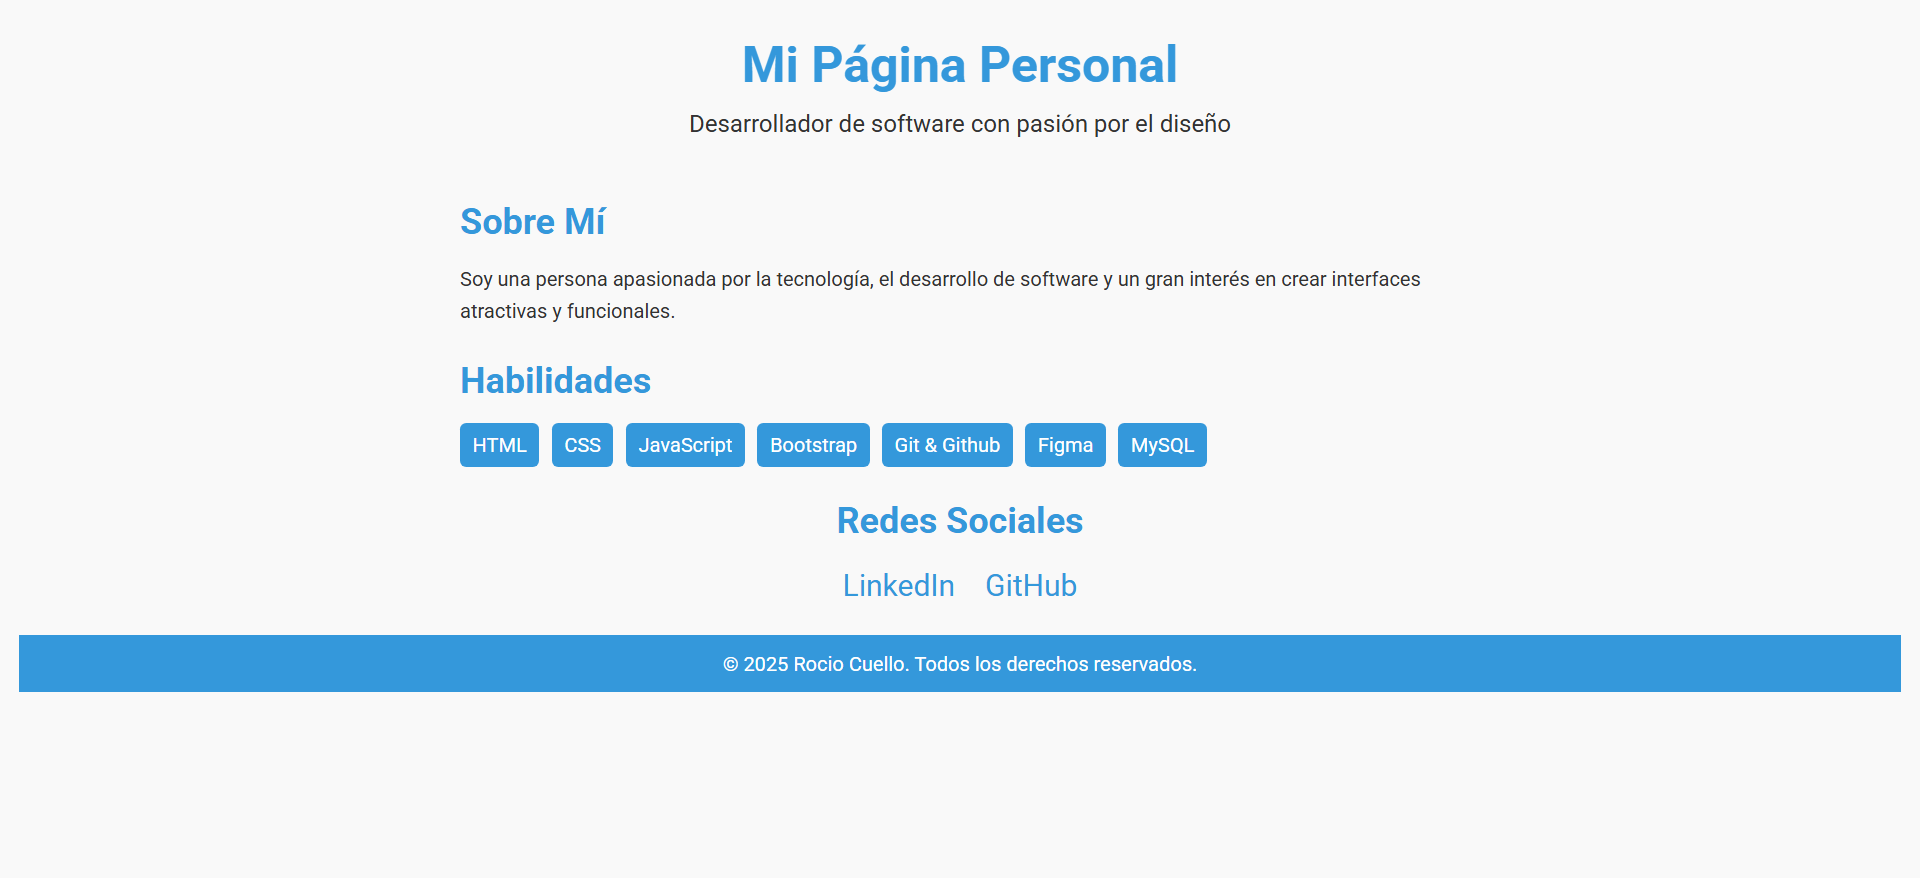 Mi Página Personal
Desarrollador de software con pasión por el diseño
Sobre Mí
Soy una persona apasionada por la tecnología, el desarrollo de software y un gran interés en crear interfaces
atractivas y funcionales.
Habilidades
HTML CSS JavaScript Bootstrap Git & Github Figma MySQL
Redes Sociales
LinkedIn GitHub
© 2025 Rocio Cuello. Todos los derechos reservados.